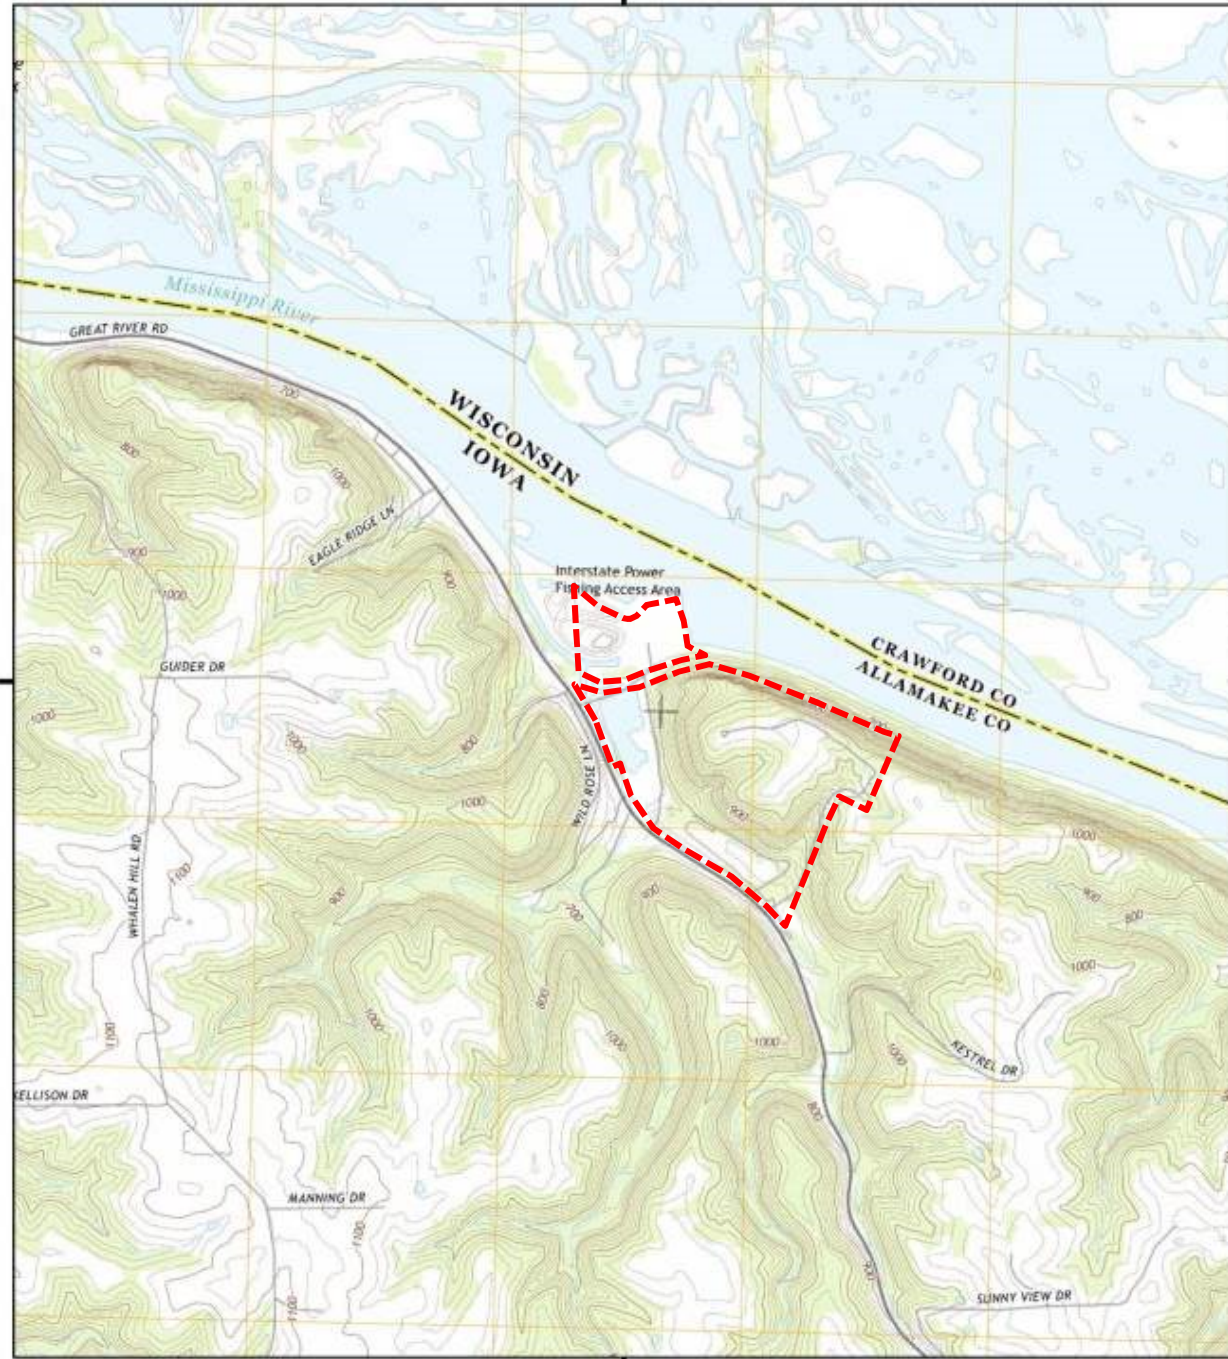 Mississippi River
GREAT RIVER RD
700
WISCONSIN
IOWA
800
1000
EAGLE RIDGE LN
900
1000
900
Interstate Power
Fishing Access Area
CRAWFORD CO
ALLAMAKEE CO
GUIDER DR
1000
1000
800
WILD ROSE LN
1000
900
1000
WHALEN HILL RD
1100
900
900
700
900
800
1000
800
1000
1000
1000
1100
1000
KESTREL DR
KELLISON DR
800
MANNING DR
1100
900
SUNNY VIEW DR
1100